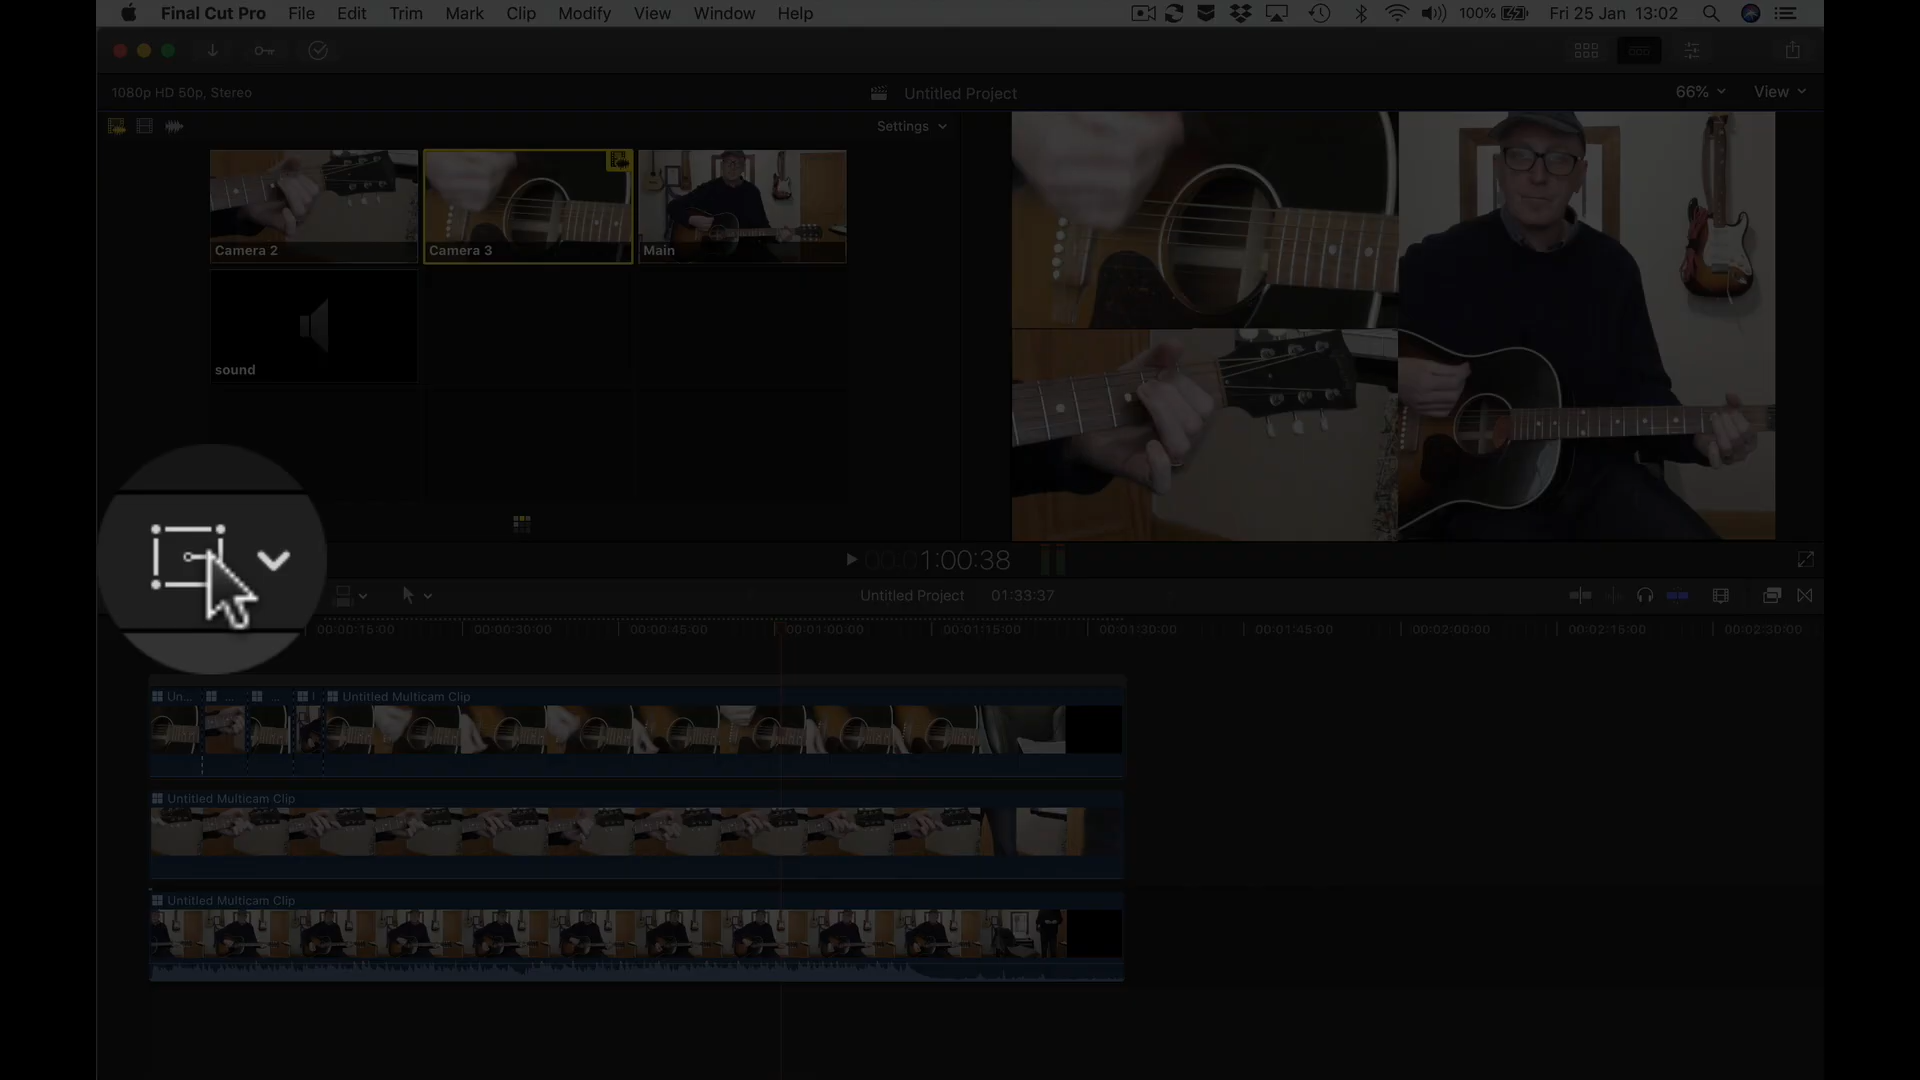 Final Cut Pro File Edit Trim Mark Clip Modify View Window Help 100% Fri 25 Jan 13:02
1080p HD 50p, Stereo Untitled Project 66% View
Settings
Camera 2 Camera 3 Main
sound
00:01:00:38
Untitled Project 01:33:37
00:00:15:00 00:00:30:00 00:00:45:00 00:01:00:00 00:01:15:00 00:01:30:00 00:01:45:00 00:02:00:00 00:02:15:00 00:02:30:00
Un... ... ... Untitled Multicam Clip
Untitled Multicam Clip
Untitled Multicam Clip